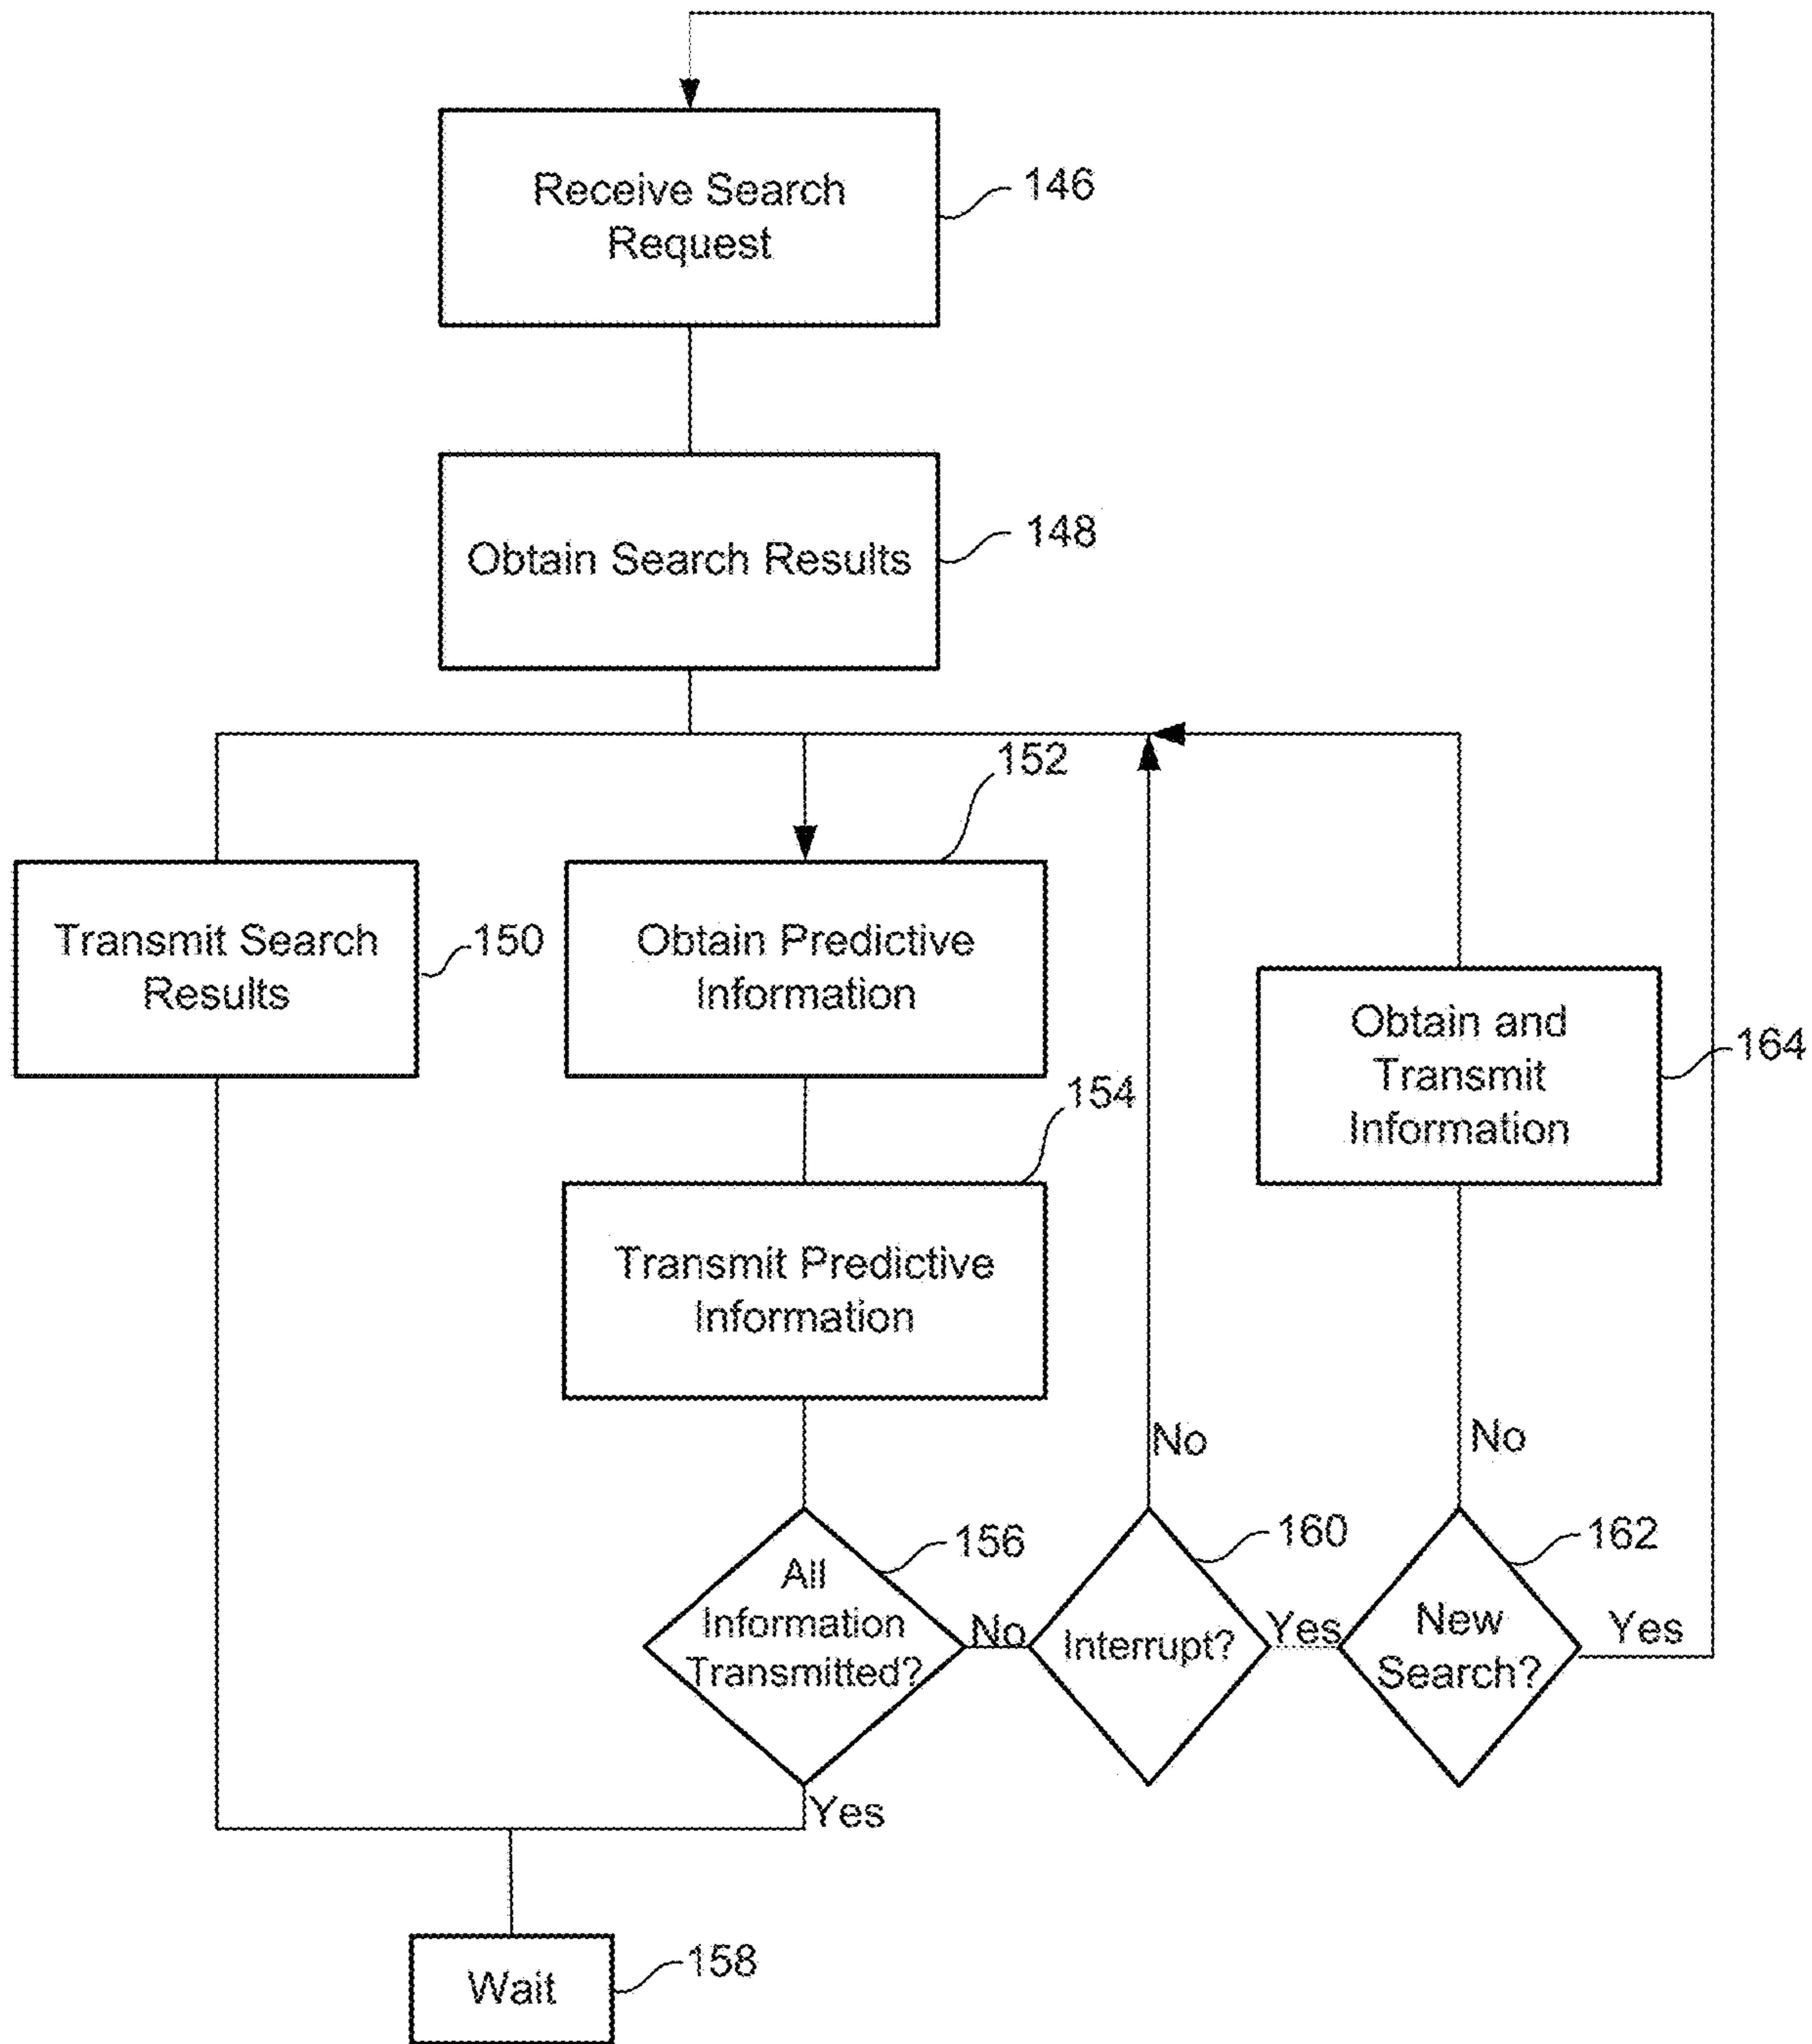 Receive Search
Request
146
Obtain Search Results
148
152
Transmit Search
Results
150
Obtain Predictive
Information
Obtain and
Transmit
Information
164
154
Transmit Predictive
Information
No
No
All
Information
Transmitted?
156
No
Interrupt?
160
Yes
New
Search?
162
Yes
Yes
Wait
158